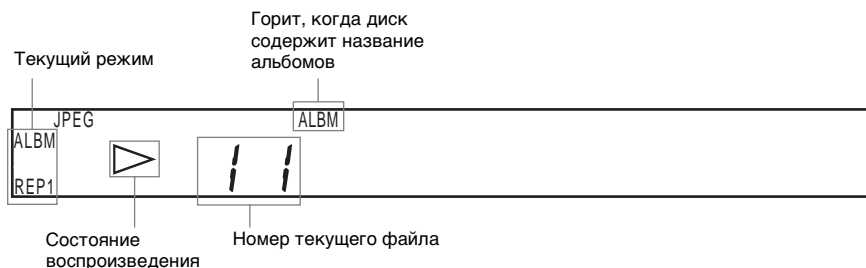 Горит, когда диск
содержит название
альбомов
Текущий режим
JPEG
ALBM
ALBM
REP1
11
Состояние
воспроизведения
Номер текущего файла